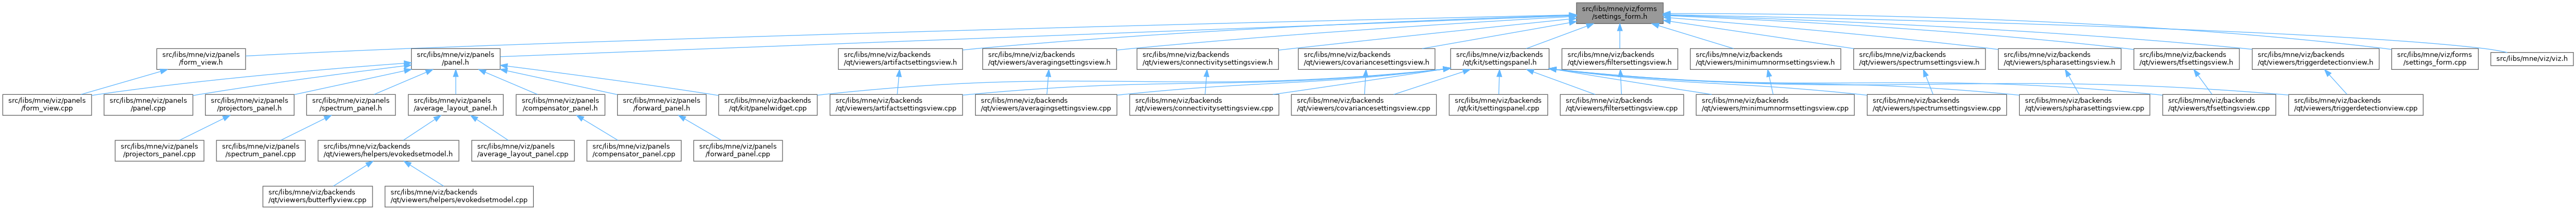 src/libs/mne/viz/forms
/settings_form.h
src/libs/mne/viz/panels
/form_view.h
src/libs/mne/viz/panels
/panel.h
src/libs/mne/viz/backends
/qt/viewers/artifactsettingsview.h
src/libs/mne/viz/backends
/qt/viewers/averagingsettingsview.h
src/libs/mne/viz/backends
/qt/viewers/connectivitysettingsview.h
src/libs/mne/viz/backends
/qt/viewers/covariancesettingsview.h
src/libs/mne/viz/backends
/qt/kit/settingspanel.h
src/libs/mne/viz/backends
/qt/viewers/filtersettingsview.h
src/libs/mne/viz/backends
/qt/viewers/minimumnormsettingsview.h
src/libs/mne/viz/backends
/qt/viewers/spectrumsettingsview.h
src/libs/mne/viz/backends
/qt/viewers/spharasettingsview.h
src/libs/mne/viz/backends
/qt/viewers/tfsettingsview.h
src/libs/mne/viz/backends
/qt/viewers/triggerdetectionview.h
src/libs/mne/viz/forms
/settings_form.cpp
src/libs/mne/viz/viz.h
src/libs/mne/viz/panels
/form_view.cpp
src/libs/mne/viz/panels
/panel.cpp
src/libs/mne/viz/panels
/projectors_panel.h
src/libs/mne/viz/panels
/spectrum_panel.h
src/libs/mne/viz/panels
/average_layout_panel.h
src/libs/mne/viz/panels
/compensator_panel.h
src/libs/mne/viz/panels
/forward_panel.h
src/libs/mne/viz/backends
/qt/kit/panelwidget.cpp
src/libs/mne/viz/backends
/qt/viewers/artifactsettingsview.cpp
src/libs/mne/viz/backends
/qt/viewers/averagingsettingsview.cpp
src/libs/mne/viz/backends
/qt/viewers/connectivitysettingsview.cpp
src/libs/mne/viz/backends
/qt/viewers/covariancesettingsview.cpp
src/libs/mne/viz/backends
/qt/kit/settingspanel.cpp
src/libs/mne/viz/backends
/qt/viewers/filtersettingsview.cpp
src/libs/mne/viz/backends
/qt/viewers/minimumnormsettingsview.cpp
src/libs/mne/viz/backends
/qt/viewers/spectrumsettingsview.cpp
src/libs/mne/viz/backends
/qt/viewers/spharasettingsview.cpp
src/libs/mne/viz/backends
/qt/viewers/tfsettingsview.cpp
src/libs/mne/viz/backends
/qt/viewers/triggerdetectionview.cpp
src/libs/mne/viz/panels
/projectors_panel.cpp
src/libs/mne/viz/panels
/spectrum_panel.cpp
src/libs/mne/viz/backends
/qt/viewers/helpers/evokedsetmodel.h
src/libs/mne/viz/panels
/average_layout_panel.cpp
src/libs/mne/viz/panels
/compensator_panel.cpp
src/libs/mne/viz/panels
/forward_panel.cpp
src/libs/mne/viz/backends
/qt/viewers/butterflyview.cpp
src/libs/mne/viz/backends
/qt/viewers/helpers/evokedsetmodel.cpp